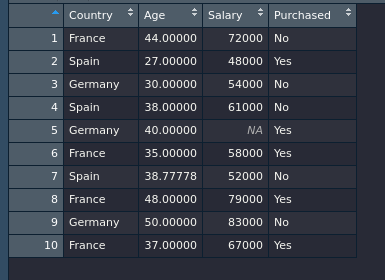 Country Age Salary Purchased
1 France 44.00000 72000 No
2 Spain 27.00000 48000 Yes
3 Germany 30.00000 54000 No
4 Spain 38.00000 61000 No
5 Germany 40.00000 NA Yes
6 France 35.00000 58000 Yes
7 Spain 38.77778 52000 No
8 France 48.00000 79000 Yes
9 Germany 50.00000 83000 No
10 France 37.00000 67000 Yes